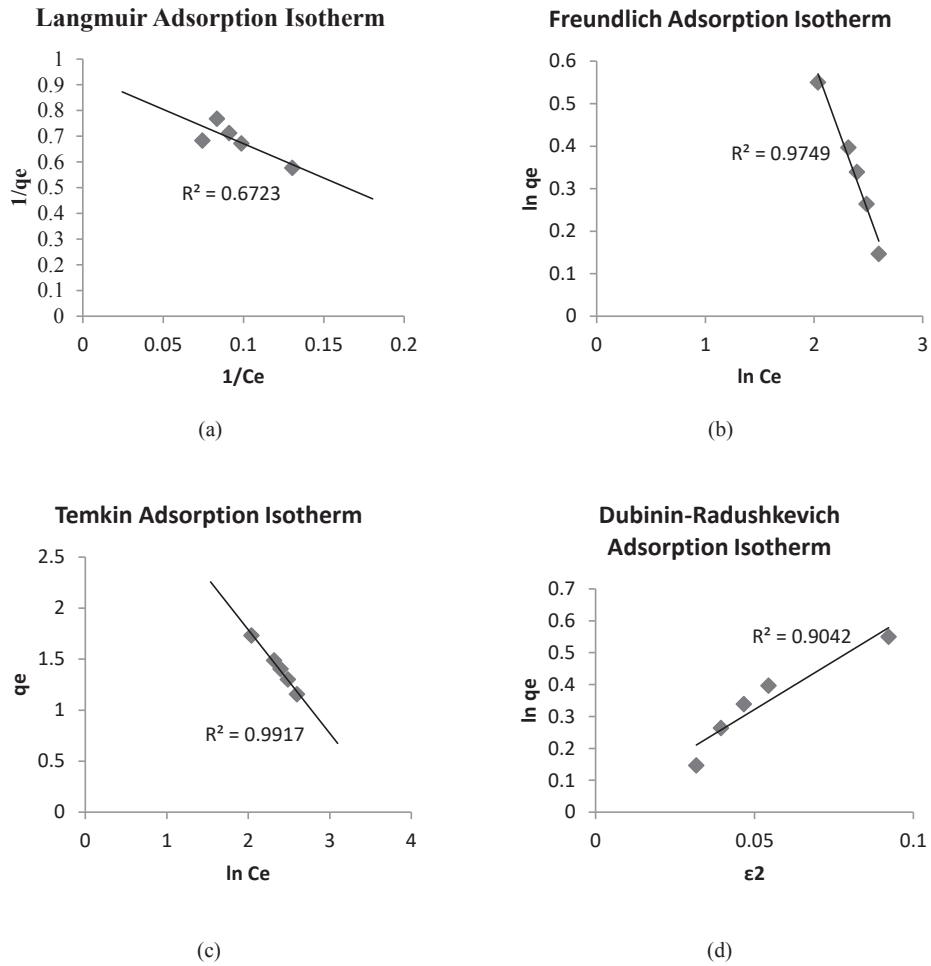 Langmuir Adsorption Isotherm
1
0.9
0.8
0.7
0.6
0.5
0.4
0.3
0.2
0.1
0
1/qe
R² = 0.6723
0 0.05 0.1 0.15 0.2
1/Ce
(a)
Freundlich Adsorption Isotherm
0.6
0.5
0.4
0.3
0.2
0.1
0
ln qe
R² = 0.9749
0 1 2 3
ln Ce
(b)
Temkin Adsorption Isotherm
2.5
2
1.5
1
0.5
0
qe
R² = 0.9917
0 1 2 3 4
ln Ce
(c)
Dubinin-Radushkevich
Adsorption Isotherm
0.7
0.6
0.5
0.4
0.3
0.2
0.1
0
ln qe
R² = 0.9042
0 0.05 0.1
ε2
(d)